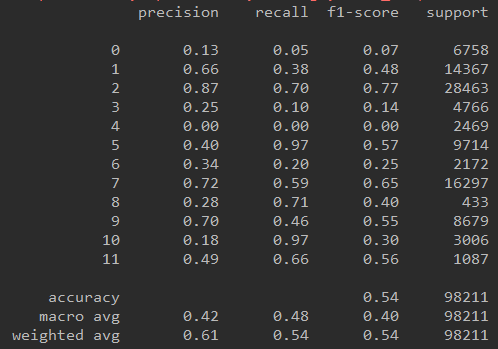 precision recall f1-score support
0 0.13 0.05 0.07 6758
1 0.66 0.38 0.48 14367
2 0.87 0.70 0.77 28463
3 0.25 0.10 0.14 4766
4 0.00 0.00 0.00 2469
5 0.40 0.97 0.57 9714
6 0.34 0.20 0.25 2172
7 0.72 0.59 0.65 16297
8 0.28 0.71 0.40 433
9 0.70 0.46 0.55 8679
10 0.18 0.97 0.30 3006
11 0.49 0.66 0.56 1087
accuracy 0.54 98211
macro avg 0.42 0.48 0.40 98211
weighted avg 0.61 0.54 0.54 98211